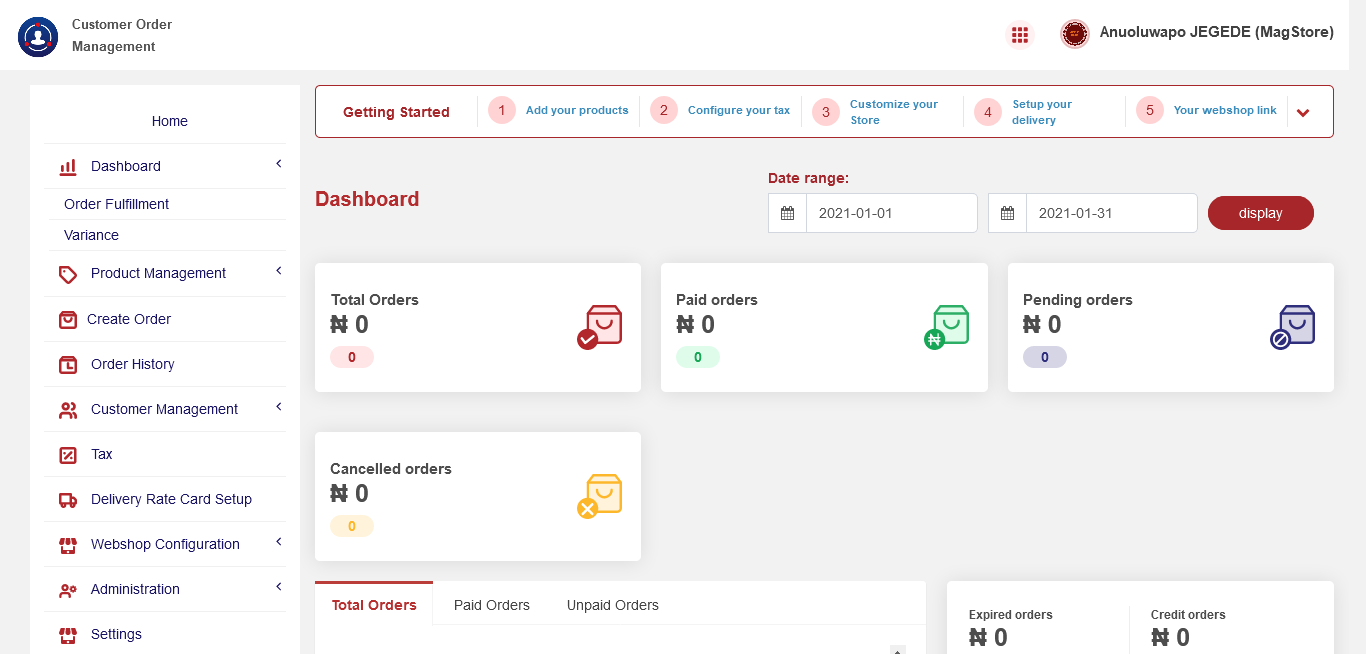 Customer Order
Management
Anuoluwapo JEGEDE (MagStore)
Home
Dashboard
Order Fulfillment
Variance
Product Management
Create Order
Order History
Customer Management
Tax
Delivery Rate Card Setup
Webshop Configuration
Administration
Settings
Getting Started
1 Add your products
2 Configure your tax
3 Customize your
Store
4 Setup your
delivery
5 Your webshop link
Dashboard
Date range:
2021-01-01
2021-01-31
display
Total Orders
₦ 0
0
Paid orders
₦ 0
0
Pending orders
₦ 0
0
Cancelled orders
₦ 0
0
Total Orders Paid Orders Unpaid Orders
Expired orders
₦ 0
Credit orders
₦ 0